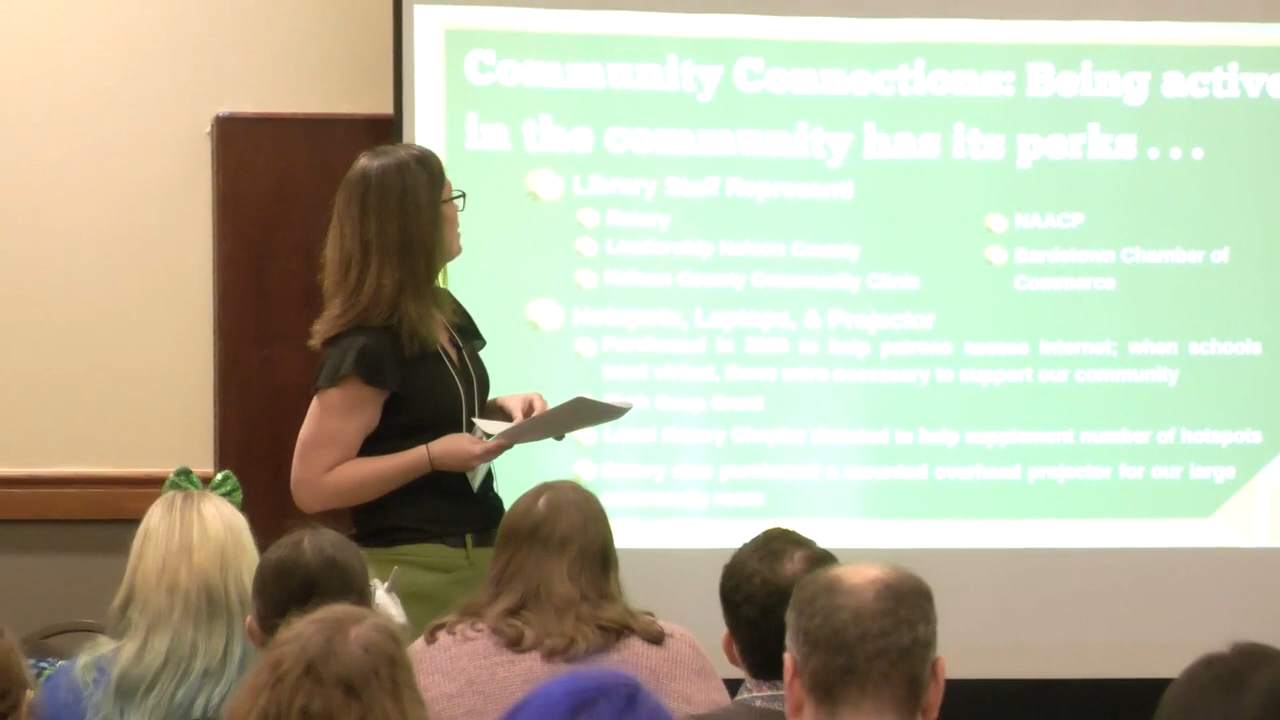 Community Connections: Being active
in the community has its perks . . .
Library Staff Represent!
Rotary
Leadership Nelson County
Nelson County Community Clinic
NAACP
Bardstown Chamber of
Commerce
Hotspots, Laptops, & Projector
Purchased in to help patrons access internet; when schools
went virtual, these were necessary to support our community
Local Rotary Chapter donated to help supplement number of hotspots
Rotary also purchased a overhead projector for our large
community room